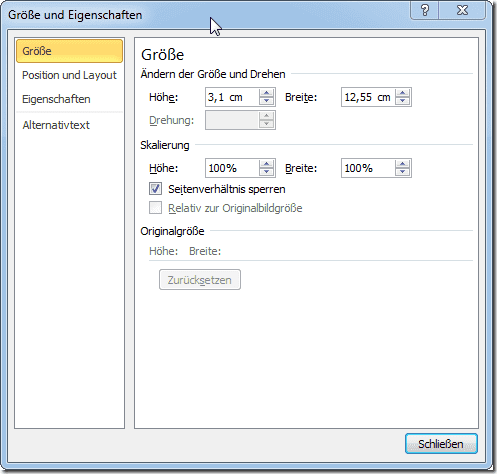 Größe und Eigenschaften
Größe
Position und Layout
Eigenschaften
Alternativtext
Größe
Ändern der Größe und Drehen
Höhe: 3,1 cm Breite: 12,55 cm
Drehung:
Skalierung
Höhe: 100% Breite: 100%
Seitenverhältnis sperren
Relativ zur Originalbildgröße
Originalgröße
Höhe: Breite:
Zurücksetzen
Schließen